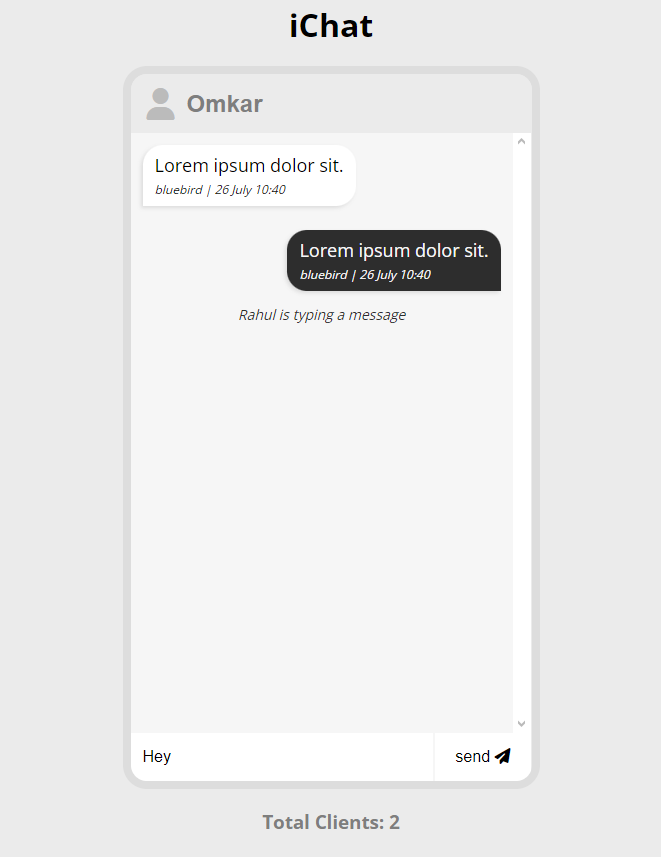 iChat
Omkar
Lorem ipsum dolor sit.
bluebird | 26 July 10:40
Lorem ipsum dolor sit.
bluebird | 26 July 10:40
Rahul is typing a message
Hey
send
Total Clients: 2